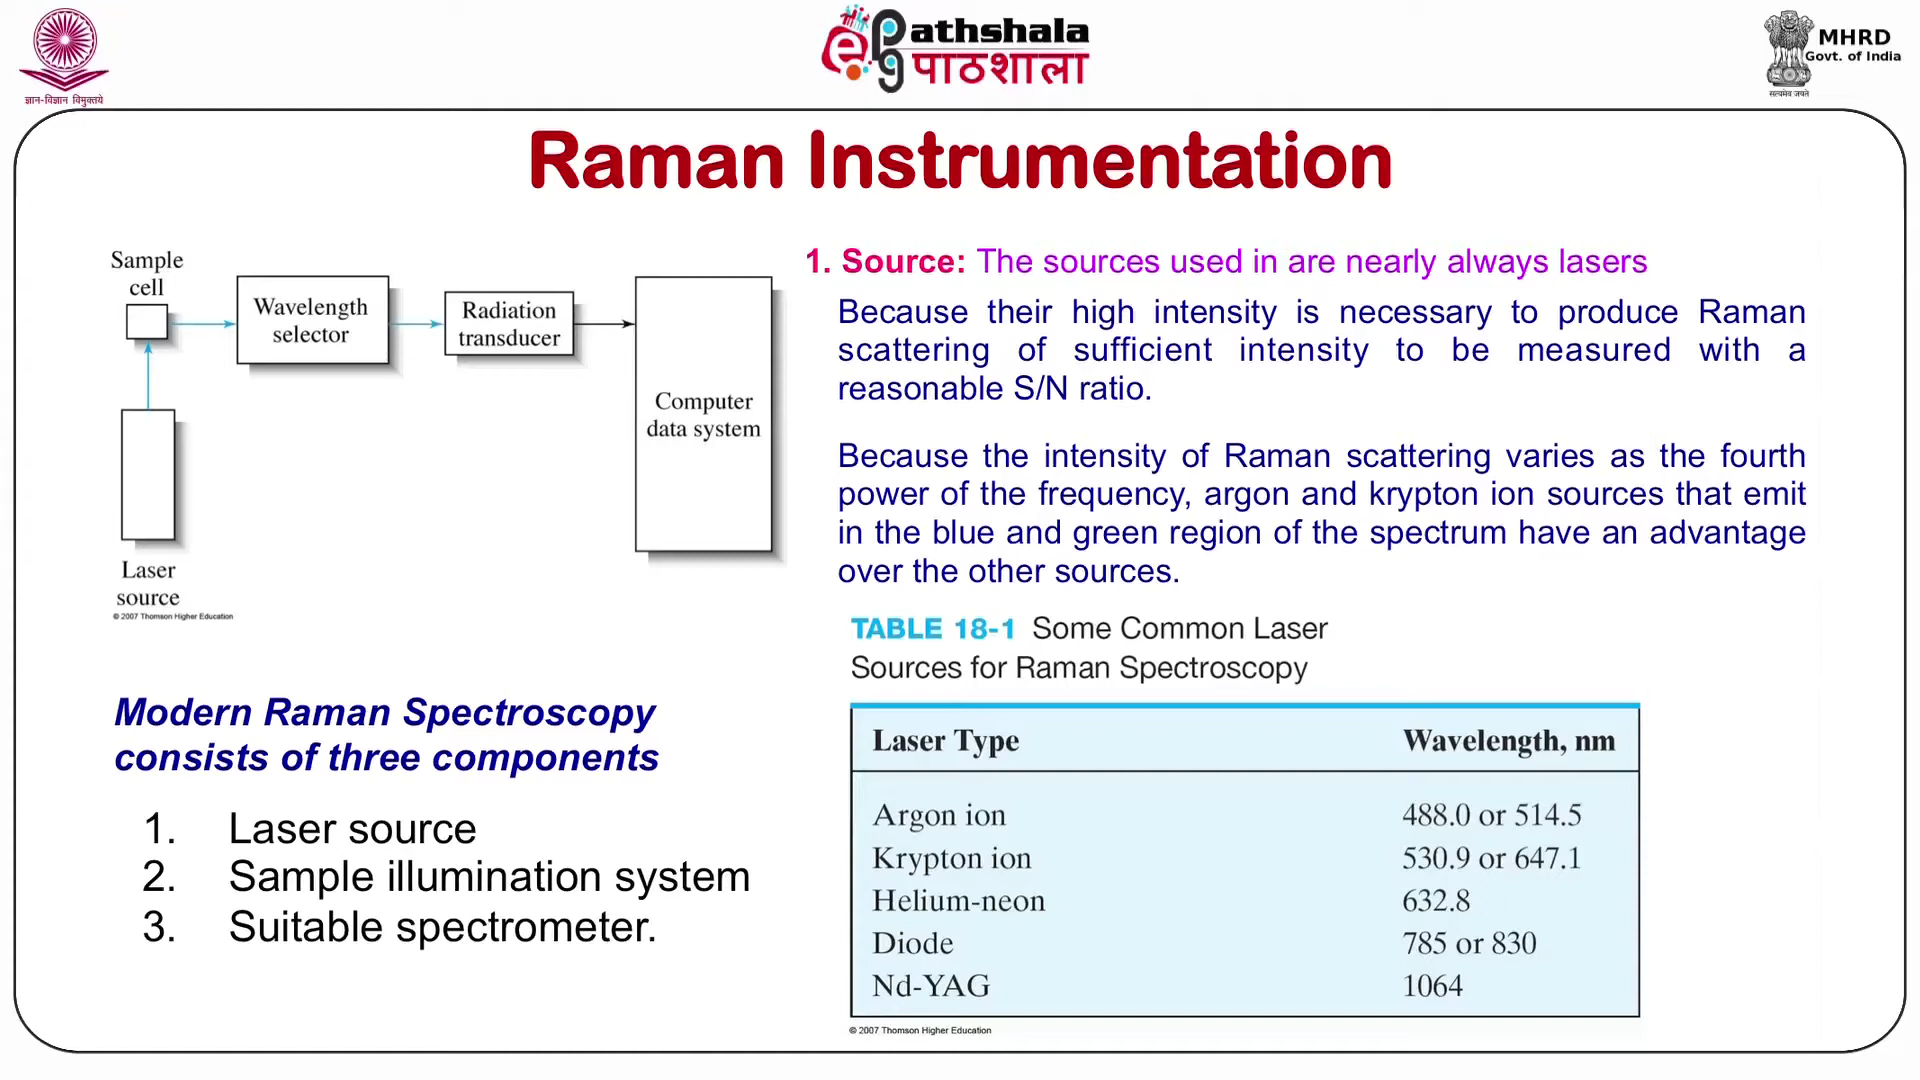 ज्ञान-विज्ञान विमुक्तये
ePG athshala
पाठशाला
MHRD
Govt. of India
सत्यमेव जयते
Raman Instrumentation
Sample
cell
Wavelength
selector
Radiation
transducer
Computer
data system
Laser
source
© 2007 Thomson Higher Education
Modern Raman Spectroscopy
consists of three components
1. Laser source
2. Sample illumination system
3. Suitable spectrometer.
1. Source: The sources used in are nearly always lasers
Because their high intensity is necessary to produce Raman
scattering of sufficient intensity to be measured with a
reasonable S/N ratio.
Because the intensity of Raman scattering varies as the fourth
power of the frequency, argon and krypton ion sources that emit
in the blue and green region of the spectrum have an advantage
over the other sources.
TABLE 18-1 Some Common Laser
Sources for Raman Spectroscopy
Laser Type Wavelength, nm
Argon ion 488.0 or 514.5
Krypton ion 530.9 or 647.1
Helium-neon 632.8
Diode 785 or 830
Nd-YAG 1064
© 2007 Thomson Higher Education